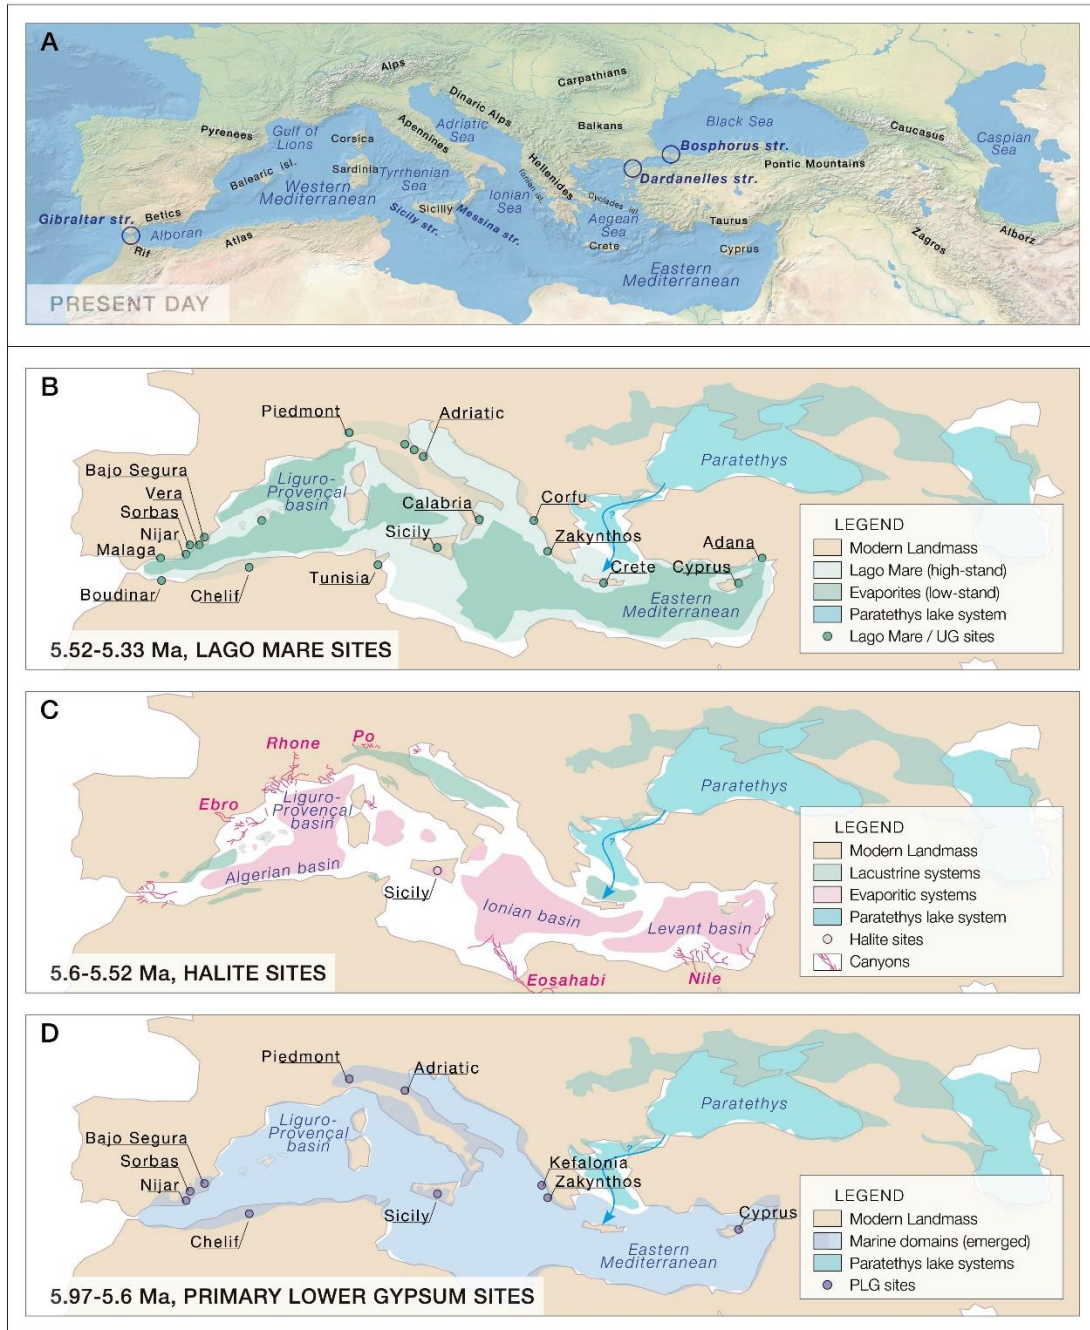 A
Alps
Carpathians
Dinaric Alps
Pyrenees
Gulf of
Lions
Corsica
Apennines
Adriatic
Sea
Balkans
Black Sea
Caucasus
Caspian
Sea
Bosphorus str.
Dardanelles str.
Pontic Mountains
Balearic isl.
Sardinia
Tyrrhenian
Sea
Western
Mediterranean
Hellenides
Ionian isl.
Ionian
Sea
Cyclades isl.
Aegean
Sea
Gibraltar str.
Betics
Alboran
Rif
Atlas
Sicily
Sicily str.
Messina str.
Crete
Taurus
Cyprus
Zagros
Alborz
Eastern
Mediterranean
PRESENT DAY
B
Piedmont
Adriatic
Bajo Segura
Vera
Sorbas
Nijar
Malaga
Boudinar
Chelif
Liguro-
Provençal
basin
Calabria
Sicily
Tunisia
Corfu
Zakynthos
Crete
Cyprus
Adana
Eastern
Mediterranean
Paratethys
?
LEGEND
Modern Landmass
Lago Mare (high-stand)
Evaporites (low-stand)
Paratethys lake system
Lago Mare / UG sites
5.52-5.33 Ma, LAGO MARE SITES
C
Rhone
Po
Ebro
Liguro-
Provençal
basin
Algerian basin
Sicily
Ionian basin
Levant basin
Eosahabi
Nile
Paratethys
?
LEGEND
Modern Landmass
Lacustrine systems
Evaporitic systems
Paratethys lake system
Halite sites
Canyons
5.6-5.52 Ma, HALITE SITES
D
Piedmont
Adriatic
Bajo Segura
Sorbas
Nijar
Chelif
Liguro-
Provençal
basin
Sicily
Kefalonia
Zakynthos
Cyprus
Eastern
Mediterranean
Paratethys
?
LEGEND
Modern Landmass
Marine domains (emerged)
Paratethys lake systems
PLG sites
5.97-5.6 Ma, PRIMARY LOWER GYPSUM SITES